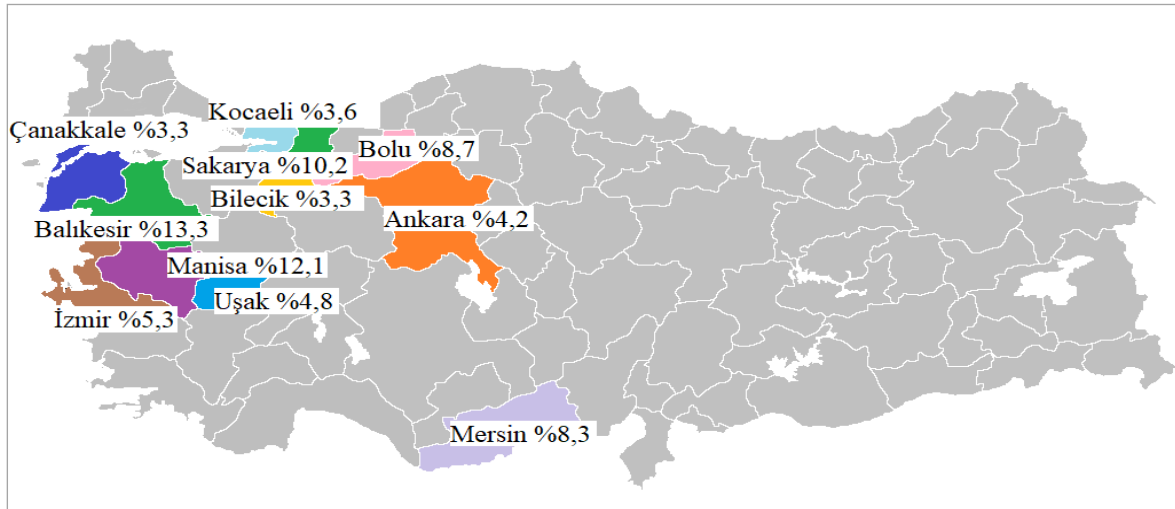 Kocaeli %3,6
Çanakkale %3,3
Bolu %8,7
Sakarya %10,2
Bilecik %3,3
Ankara %4,2
Balıkesir %13,3
Manisa %12,1
Uşak %4,8
İzmir %5,3
Mersin %8,3